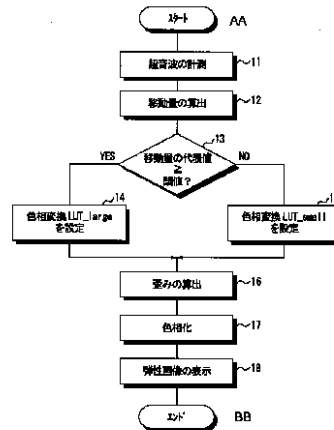 スタート AA
超音波の計測 11
移動量の算出 12
13
移動量の代表値
≧
閾値?
YES
NO
14
色相変換LUT_large
を設定
色相変換LUT_small
を設定
歪みの算出 16
色相化 17
弾性画像の表示 18
エンド BB